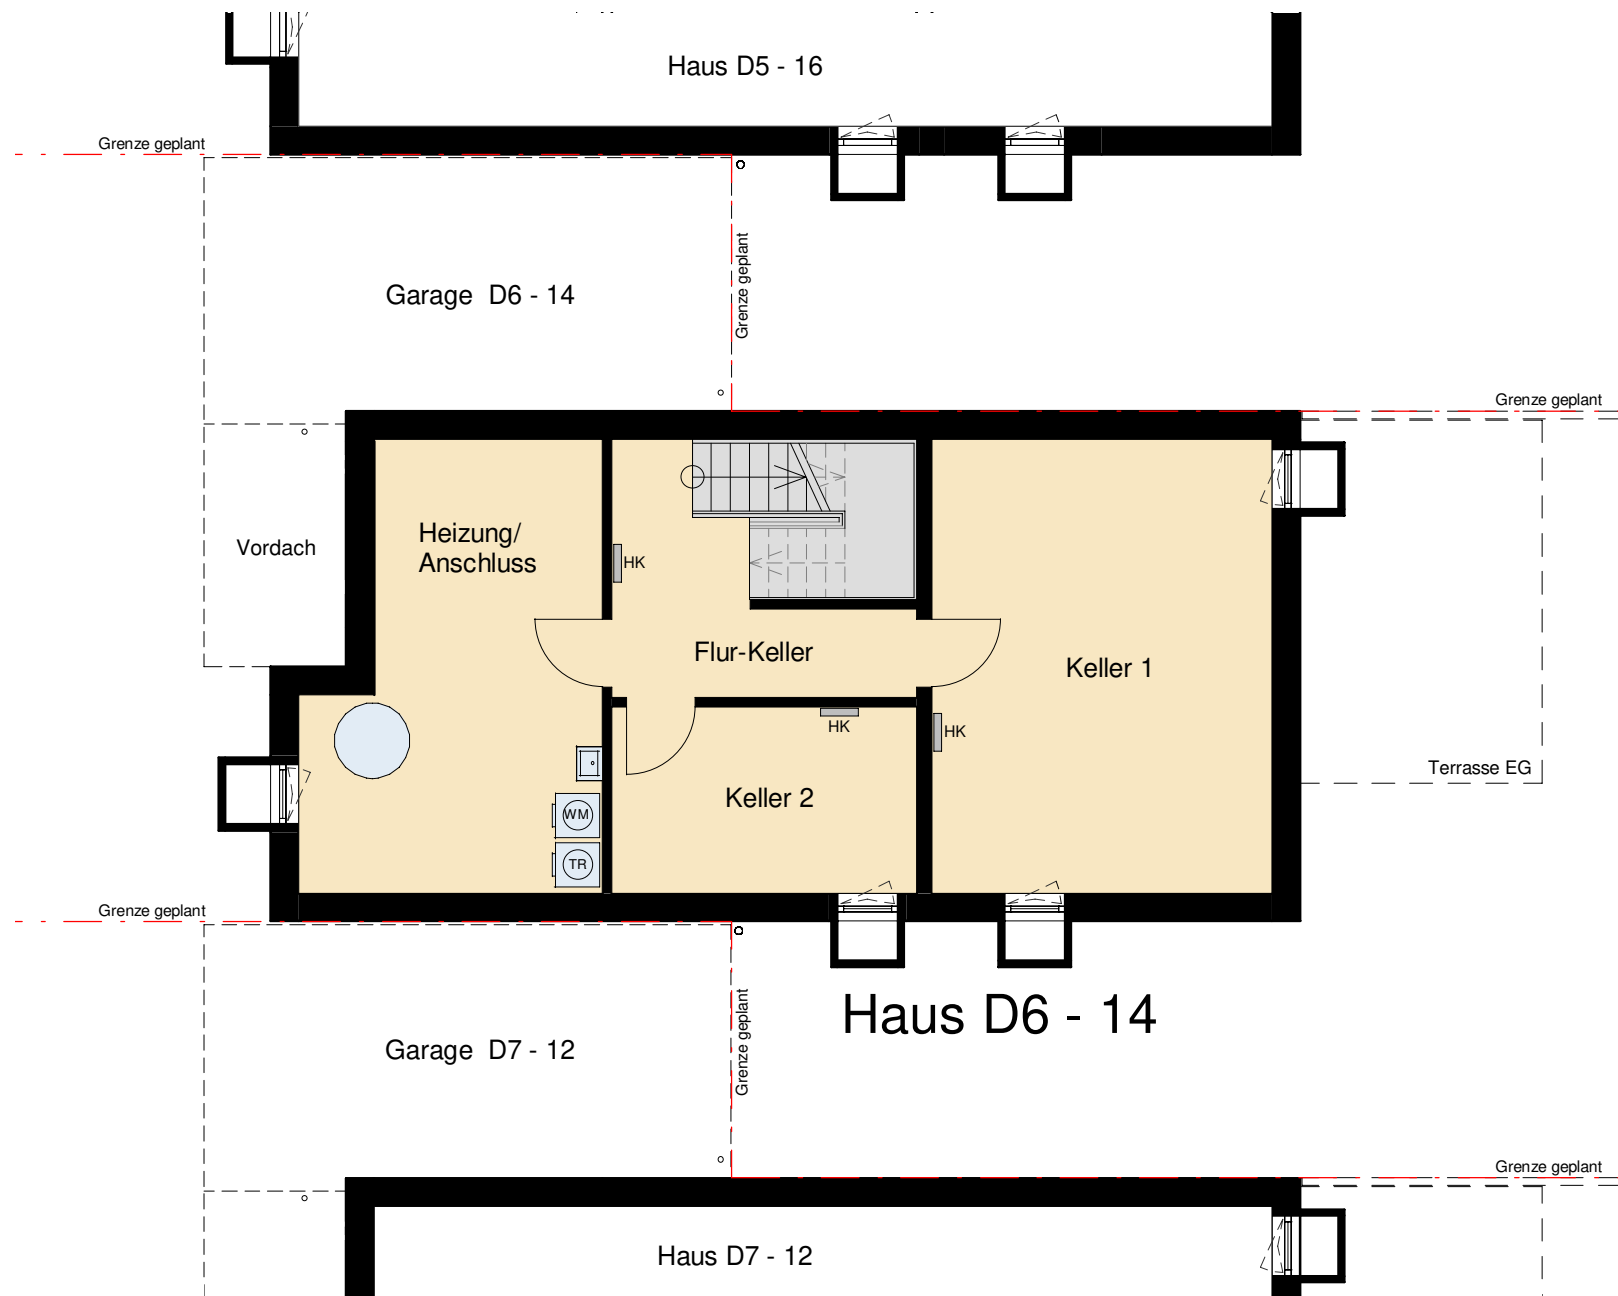 Haus D5 - 16
Grenze geplant
Grenze geplant
Garage D6 - 14
Grenze geplant
Heizung/
Anschluss
Vordach
HK
Flur-Keller
Keller 1
HK
HK
Keller 2
WM
TR
Terrasse EG
Grenze geplant
Grenze geplant
Haus D6 - 14
Garage D7 - 12
Grenze geplant
Haus D7 - 12